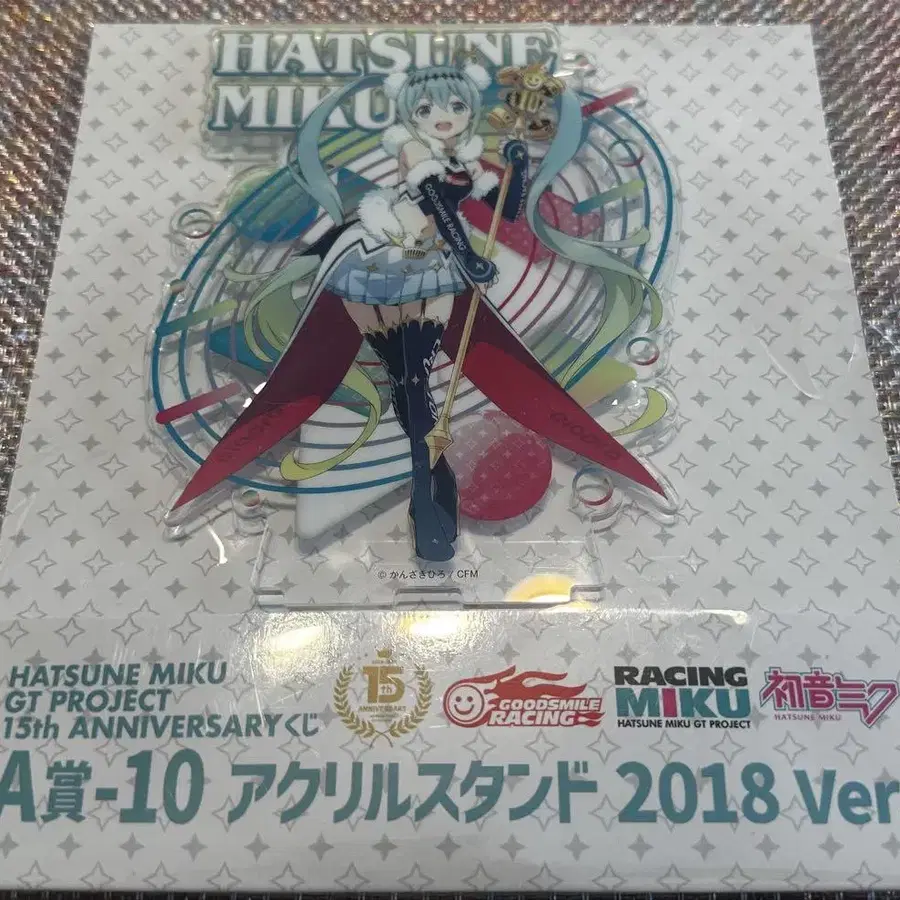 HATSUNE
MIKU
GOODSMILE RACING
© かんざきひろ / CFM
HATSUNE MIKU
GT PROJECT
15th ANNIVERSARYくじ
15th
ANNIVERSARY
GOODSMILE
RACING
RACING
MIKU
HATSUNE MIKU GT PROJECT
初音ミク
HATSUNE MIKU
A賞-10 アクリルスタンド 2018 Ver